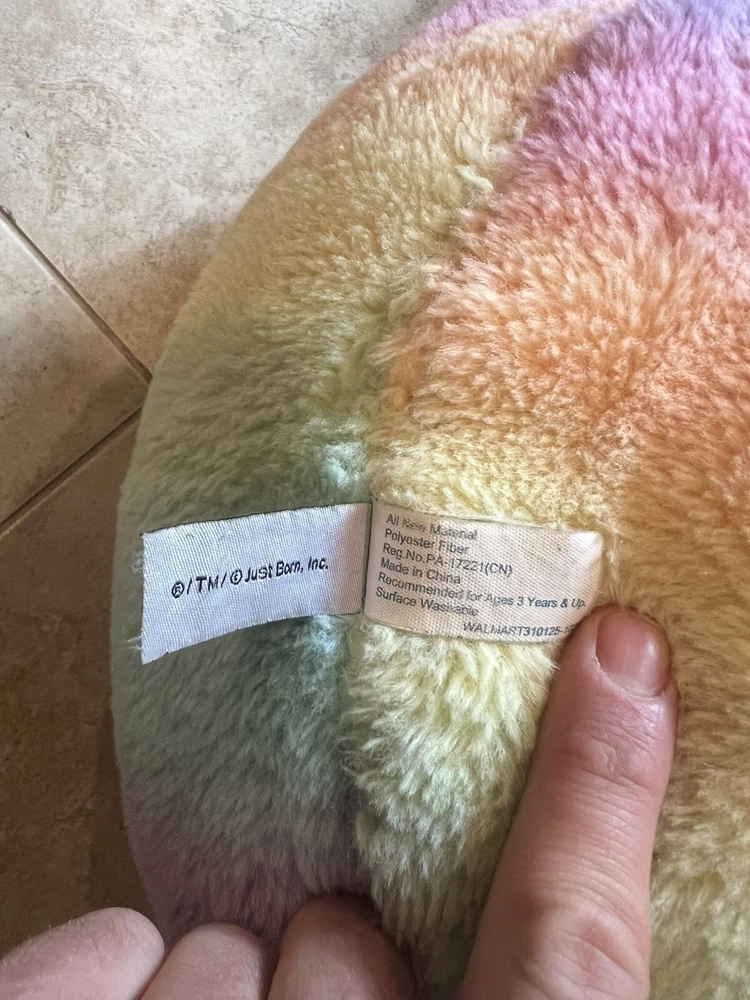 ®/TM/© Just Born, Inc.
All New Material
Polyester Fiber
Reg.No.PA-17221(CN)
Made in China
Recommended for Ages 3 Years & Up.
Surface Washable
WALMART310125-